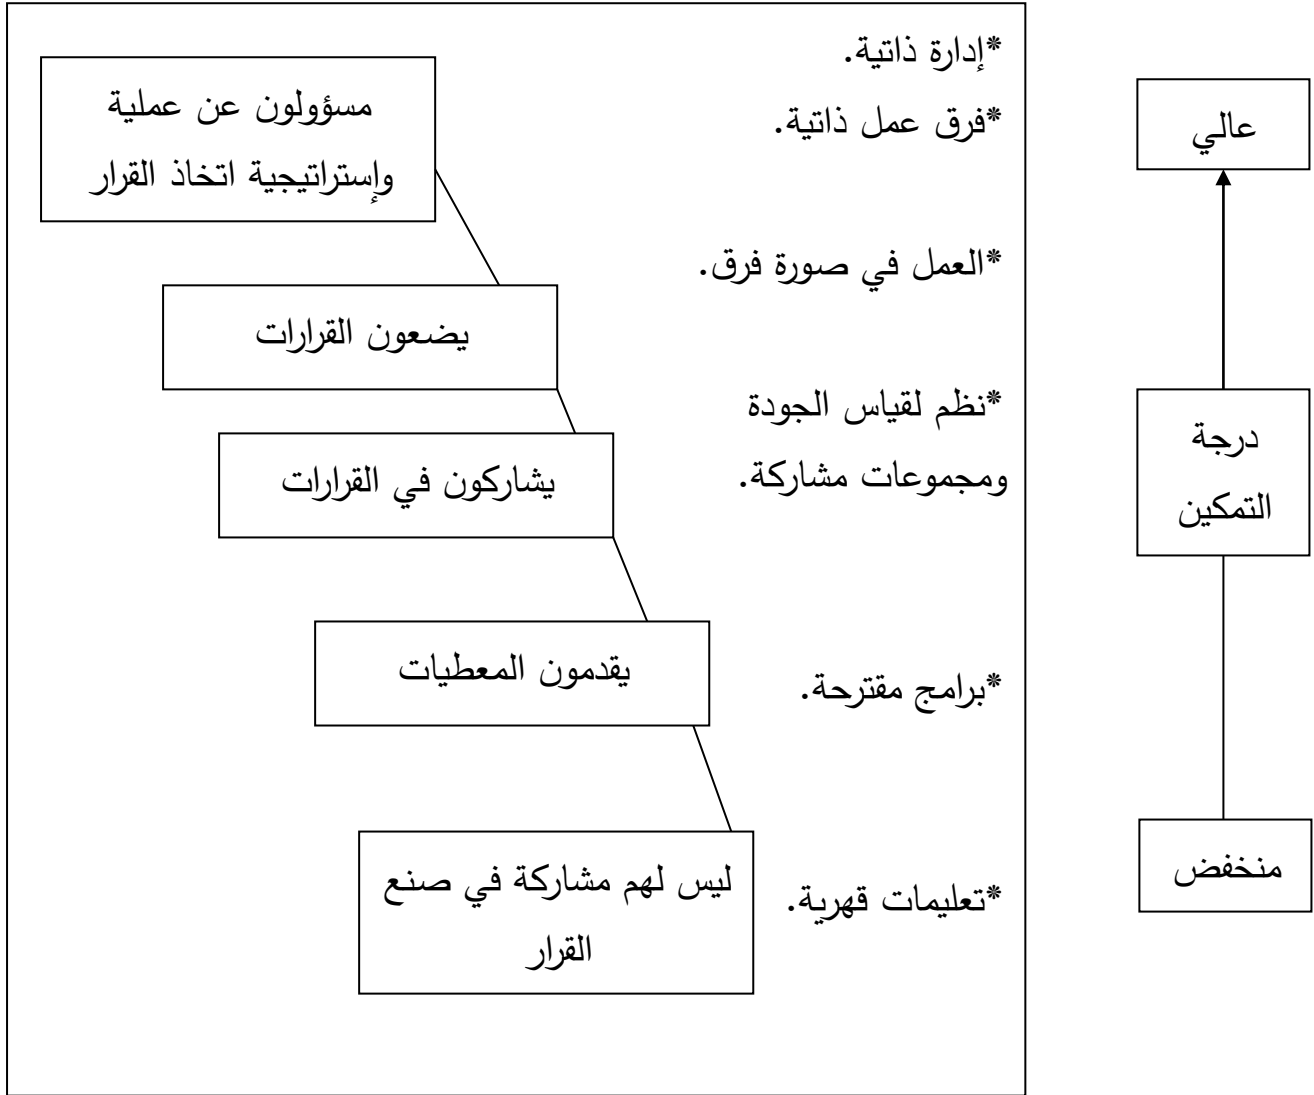 *إدارة ذاتية.
*فرق عمل ذاتية.
مسؤولون عن عملية
وإستراتيجية اتخاذ القرار
*العمل في صورة فرق.
يضعون القرارات
*نظم لقياس الجودة
ومجموعات مشاركة.
يشاركون في القرارات
*برامج مقترحة.
يقدمون المعطيات
*تعليمات قهرية.
ليس لهم مشاركة في صنع
القرار
عالي
درجة
التمكين
منخفض